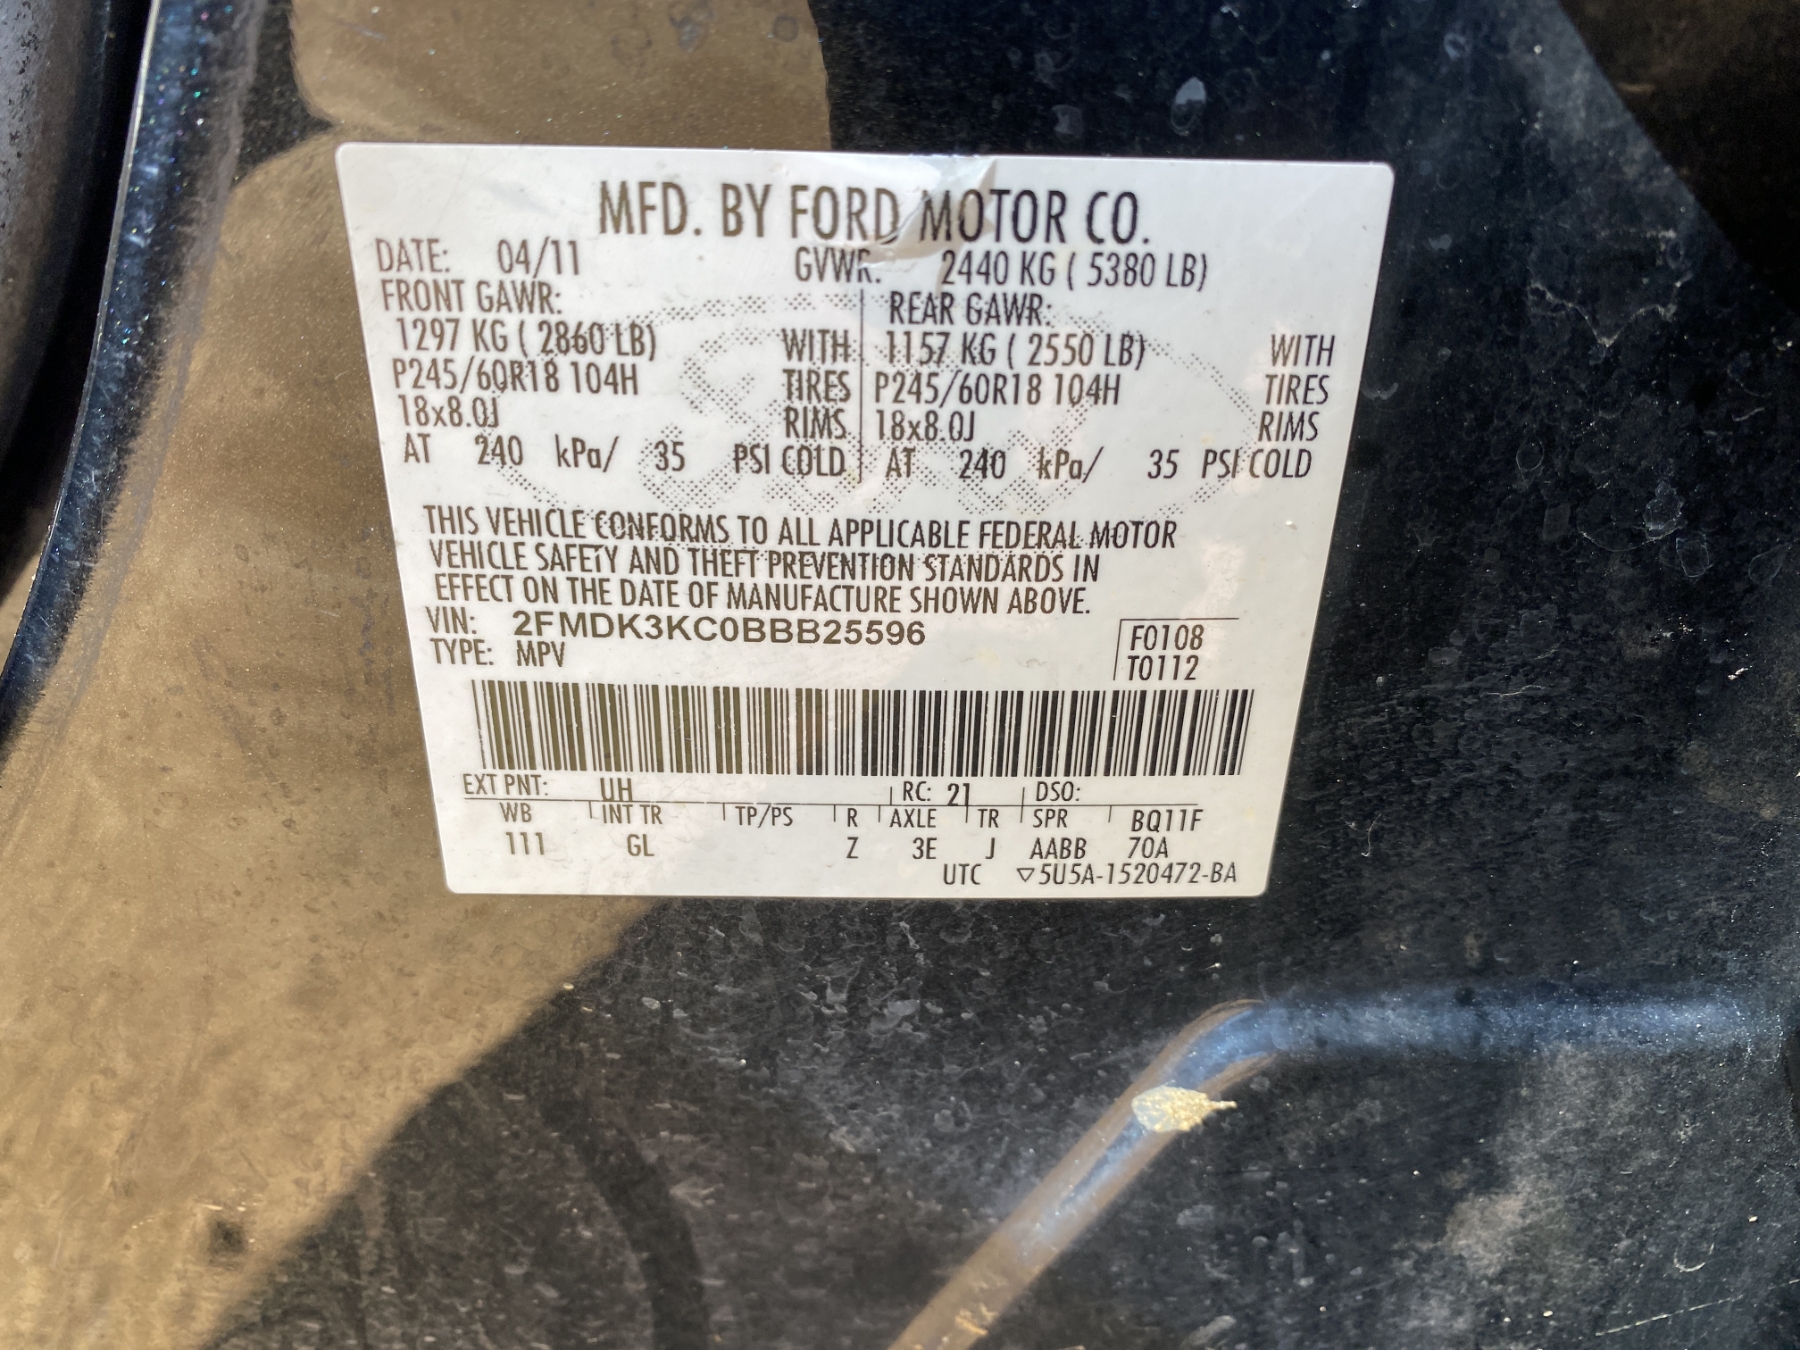 MFD. BY FORD MOTOR CO.
DATE: 04/11 GVWR: 2440 KG ( 5380 LB)
FRONT GAWR: REAR GAWR:
1297 KG ( 2860 LB) WITH 1157 KG ( 2550 LB) WITH
P245/60R18 104H TIRES P245/60R18 104H TIRES
18x8.0J RIMS 18x8.0J RIMS
AT 240 kPa/ 35 PSI COLD AT 240 kPa/ 35 PSI COLD
THIS VEHICLE CONFORMS TO ALL APPLICABLE FEDERAL MOTOR
VEHICLE SAFETY AND THEFT PREVENTION STANDARDS IN
EFFECT ON THE DATE OF MANUFACTURE SHOWN ABOVE.
VIN: 2FMDK3KC0BBB25596 F0108
TYPE: MPV T0112
EXT PNT: UH RC: 21 DSO:
WB INT TR TP/PS R AXLE TR SPR BQ11F
111 GL Z 3E J AABB 70A
UTC ▽5U5A-1520472-BA